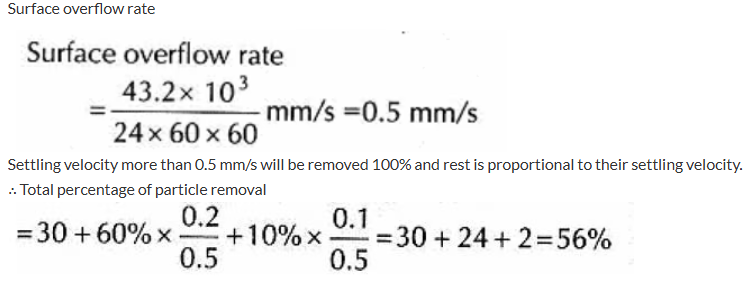 Surface overflow rate
Surface overflow rate
= 43.2× 10³ / 24 × 60 × 60 mm/s =0.5 mm/s
Settling velocity more than 0.5 mm/s will be removed 100% and rest is proportional to their settling velocity.
∴ Total percentage of particle removal
= 30 + 60% × 0.2 / 0.5 + 10% × 0.1 / 0.5 = 30 + 24 + 2 = 56%